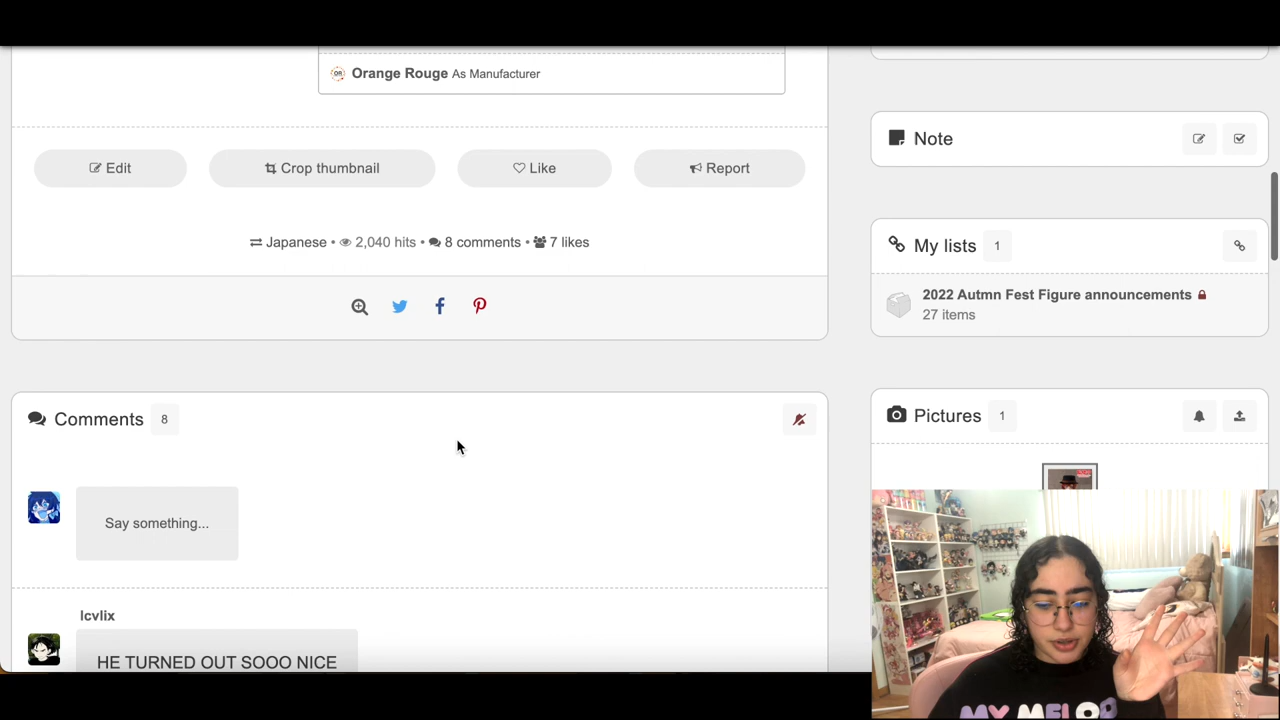 Orange Rouge As Manufacturer
Edit
Crop thumbnail
Like
Report
Japanese • 2,040 hits • 8 comments • 7 likes
Comments 8
Say something...
lcvlix
HE TURNED OUT SOOO NICE
Note
My lists 1
2022 Autmn Fest Figure announcements
27 items
Pictures 1
MY MELO